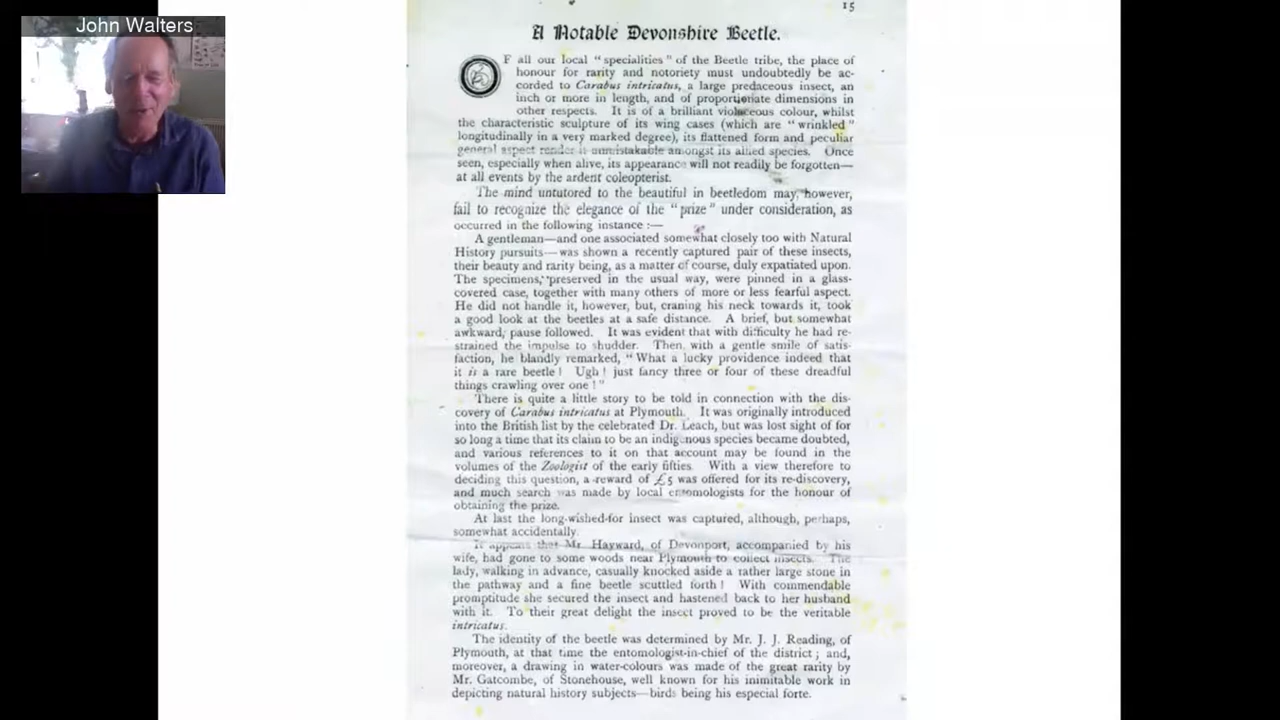 John Walters
15
A Notable Devonshire Beetle.
OF all our local "specialities" of the Beetle tribe, the place of
honour for rarity and notoriety must undoubtedly be ac-
corded to Carabus intricatus, a large predaceous insect, an
inch or more in length, and of proportionate dimensions in
other respects. It is of a brilliant violaceous colour, whilst
the characteristic sculpture of its wing cases (which are "wrinkled"
longitudinally in a very marked degree), its flattened form and peculiar
general aspect render it unmistakable amongst its allied species. Once
seen, especially when alive, its appearance will not readily be forgotten—
at all events by the ardent coleopterist.
The mind untutored to the beautiful in beetledom may, however,
fail to recognize the elegance of the "prize" under consideration, as
occurred in the following instance :—
A gentleman—and one associated somewhat closely too with Natural
History pursuits—was shown a recently captured pair of these insects,
their beauty and rarity being, as a matter of course, duly expatiated upon.
The specimens, preserved in the usual way, were pinned in a glass-
covered case, together with many others of more or less fearful aspect.
He did not handle it, however, but, craning his neck towards it, took
a good look at the beetles at a safe distance. A brief, but somewhat
awkward, pause followed. It was evident that with difficulty he had re-
strained the impulse to shudder. Then, with a gentle smile of satis-
faction, he blandly remarked, "What a lucky providence indeed that
it is a rare beetle! Ugh! just fancy three or four of these dreadful
things crawling over one!"
There is quite a little story to be told in connection with the dis-
covery of Carabus intricatus at Plymouth. It was originally introduced
into the British list by the celebrated Dr. Leach, but was lost sight of for
so long a time that its claim to be an indigenous species became doubted,
and various references to it on that account may be found in the
volumes of the Zoologist of the early fifties. With a view therefore to
deciding this question, a reward of £5 was offered for its re-discovery,
and much search was made by local entomologists for the honour of
obtaining the prize.
At last the long-wished-for insect was captured, although, perhaps,
somewhat accidentally.
It appears that Mr. Hayward, of Devonport, accompanied by his
wife, had gone to some woods near Plymouth to collect insects. The
lady, walking in advance, casually knocked aside a rather large stone in
the pathway and a fine beetle scuttled forth! With commendable
promptitude she secured the insect and hastened back to her husband
with it. To their great delight the insect proved to be the veritable
intricatus.
The identity of the beetle was determined by Mr. J. J. Reading, of
Plymouth, at that time the entomologist-in-chief of the district; and,
moreover, a drawing in water-colours was made of the great rarity by
Mr. Gatcombe, of Stonehouse, well known for his inimitable work in
depicting natural history subjects—birds being his especial forte.